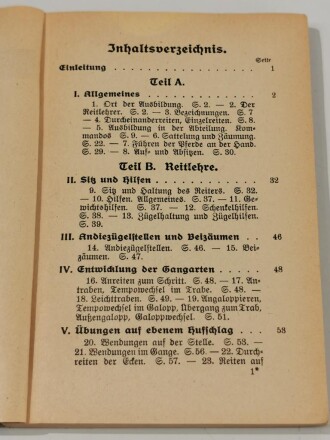 Inhaltsverzeichnis.
Seite
Einleitung . . . . . . . . . . . . . . . . 1
Teil A.
I. Allgemeines . . . . . . . . . . . . . 2
1. Ort der Ausbildung. S. 2. — 2. Der
Reitlehrer. S. 5. — 3. Bezeichnungen. S. 7
— 4. Durcheinanderreiten, Einzelreiten. S. 8.
— 5. Ausbildung in der Abteilung. Kom-
mandos S. 9. — 6. Sattelung und Zäumung.
S. 22. — 7. Führen der Pferde an der Hand.
S. 29. — 8. Auf- und Absitzen. S. 30.
Teil B. Reitlehre.
II. Sitz und Hilfen . . . . . . . . . . . 32
9. Sitz und Haltung des Reiters. S. 32.
— 10. Hilfen. Allgemeines. S. 37. — 11. Ge-
wichtshilfen. S. 37. — 12. Schenkelhilfen.
S. 38. — 13. Zügelhaltung und Zügelhilfen.
S. 39.
III. Andiezügelstellen und Beizäumen . . 46
14. Andiezügelstellen. S. 46. — 15. Bei-
zäumen. S. 47.
IV. Entwicklung der Gangarten . . . . . 48
16. Anreiten zum Schritt. S. 48. — 17. An-
traben, Tempowechsel im Trabe. S. 48. —
18. Leichttraben. S. 49. — 19. Angaloppieren,
Tempowechsel im Galopp, Übergang zum Trab,
Außengalopp, Galoppwechsel. S. 51.
V. Übungen auf ebenem Hufschlag . . . 53
20. Wendungen auf der Stelle. S. 53. —
21. Wendungen im Gange. S. 56. — 22. Durch-
reiten der Ecken. S. 57. — 23. Reiten auf
1*